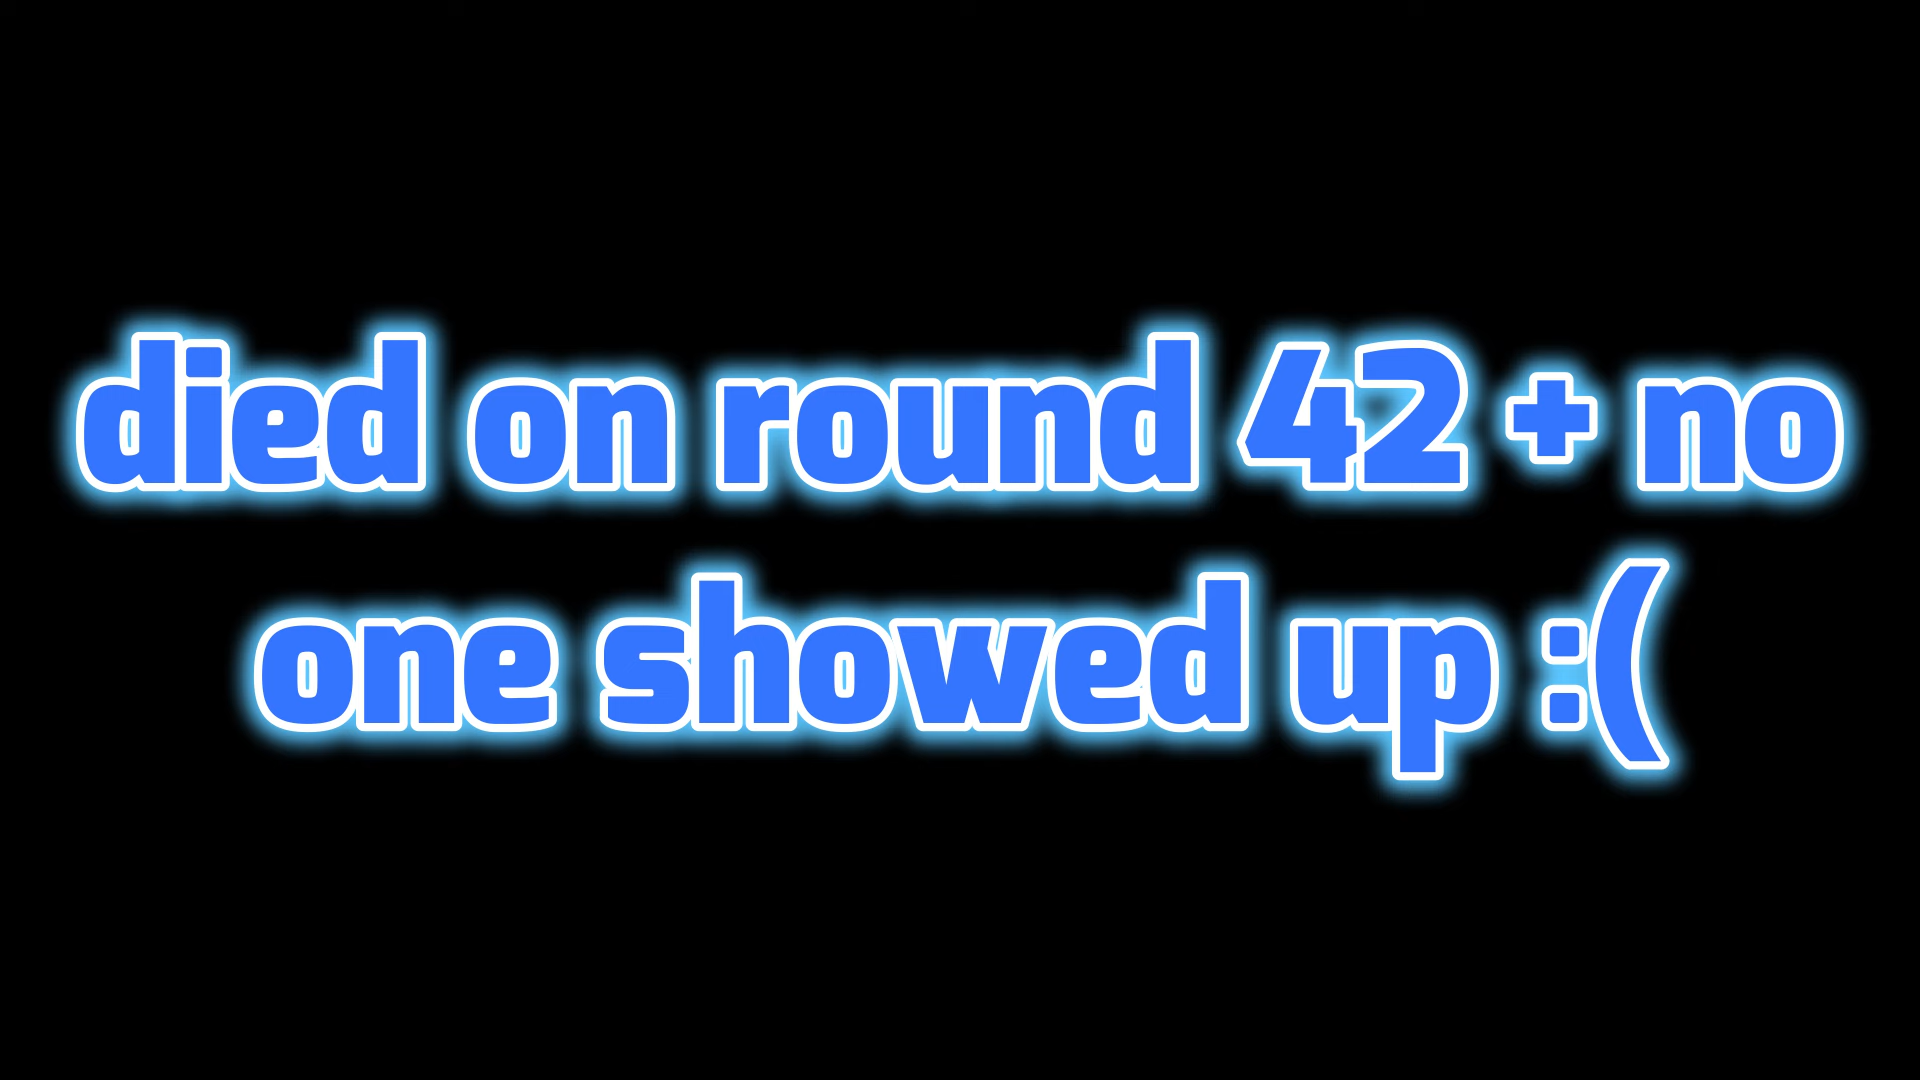 died on round 42 + no
one showed up :(